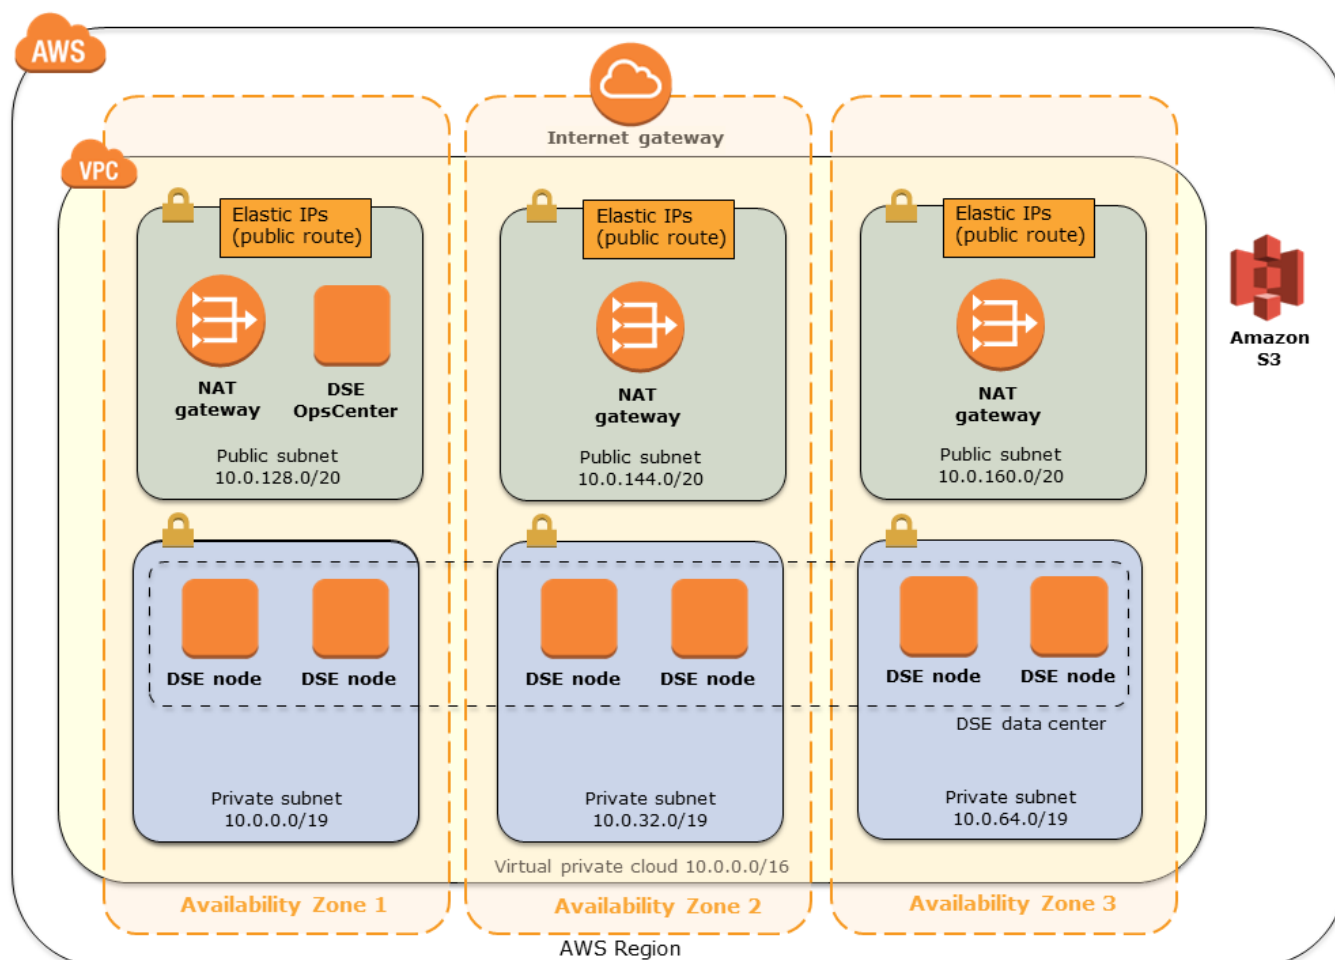 AWS
Internet gateway
VPC
Elastic IPs
(public route)
NAT
gateway
DSE
OpsCenter
Public subnet
10.0.128.0/20
Elastic IPs
(public route)
NAT
gateway
Public subnet
10.0.144.0/20
Elastic IPs
(public route)
NAT
gateway
Public subnet
10.0.160.0/20
Amazon
S3
DSE node
DSE node
Private subnet
10.0.0.0/19
DSE node
DSE node
Private subnet
10.0.32.0/19
DSE node
DSE node
DSE data center
Private subnet
10.0.64.0/19
Virtual private cloud 10.0.0.0/16
Availability Zone 1
Availability Zone 2
Availability Zone 3
AWS Region